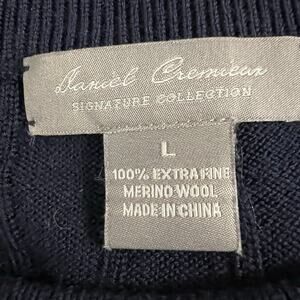 Daniel Cremieux
SIGNATURE COLLECTION
L
100% EXTRA FINE
MERINO WOOL
MADE IN CHINA